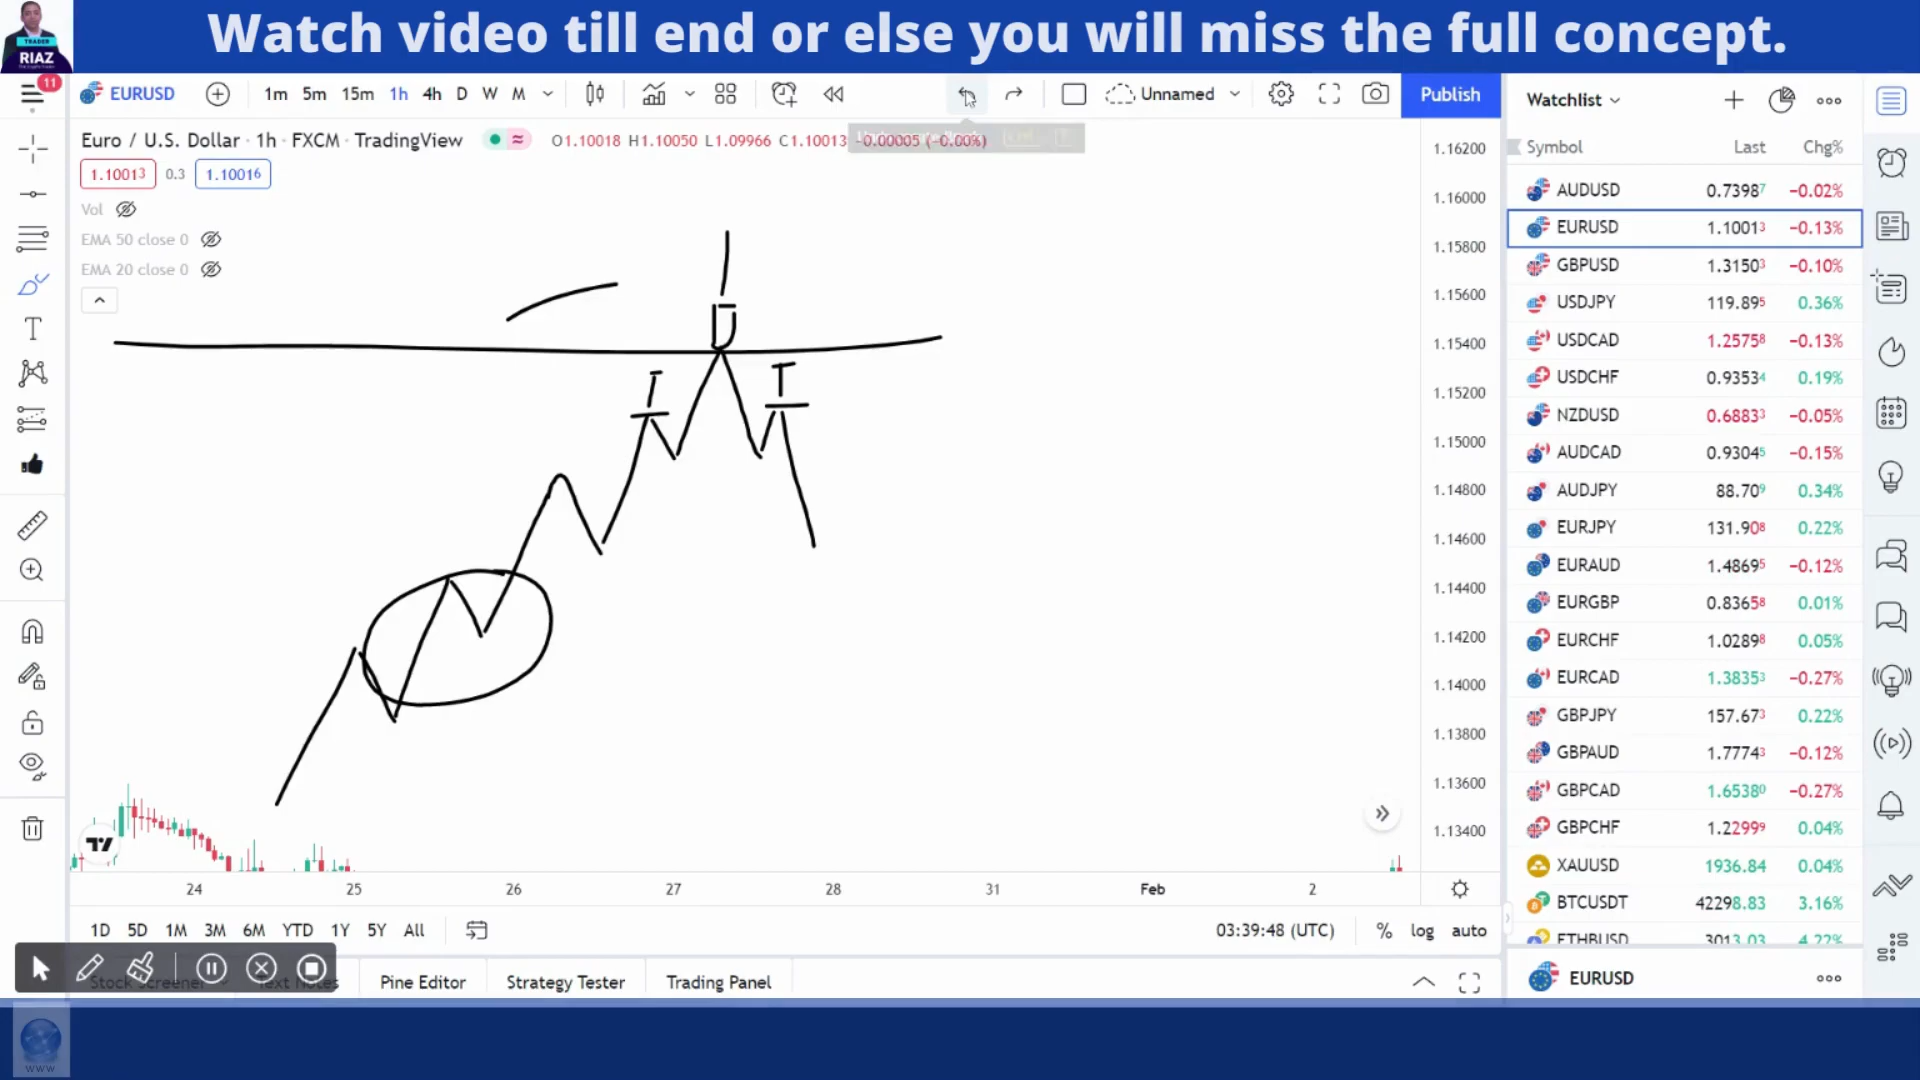 Watch video till end or else you will miss the full concept.
TRADER
RIAZ
11
EURUSD
1m 5m 15m 1h 4h D W M
Unnamed
Publish
Euro / U.S. Dollar · 1h · FXCM · TradingView
O1.10018 H1.10050 L1.09966 C1.10013 -0.00005 (-0.00%)
1.10013 0.3 1.10016
Vol
EMA 50 close 0
EMA 20 close 0
I
D
I
1.16200
1.16000
1.15800
1.15600
1.15400
1.15200
1.15000
1.14800
1.14600
1.14400
1.14200
1.14000
1.13800
1.13600
1.13400
24 25 26 27 28 31 Feb 2
1D 5D 1M 3M 6M YTD 1Y 5Y All
03:39:48 (UTC) % log auto
Stock Screener Text Notes Pine Editor Strategy Tester Trading Panel
Watchlist
Symbol Last Chg%
AUDUSD 0.73987 -0.02%
EURUSD 1.10013 -0.13%
GBPUSD 1.31503 -0.10%
USDJPY 119.895 0.36%
USDCAD 1.25758 -0.13%
USDCHF 0.93534 0.19%
NZDUSD 0.68833 -0.05%
AUDCAD 0.93045 -0.15%
AUDJPY 88.709 0.34%
EURJPY 131.908 0.22%
EURAUD 1.48695 -0.12%
EURGBP 0.83658 0.01%
EURCHF 1.02898 0.05%
EURCAD 1.38353 -0.27%
GBPJPY 157.673 0.22%
GBPAUD 1.77743 -0.12%
GBPCAD 1.65380 -0.27%
GBPCHF 1.22999 0.04%
XAUUSD 1936.84 0.04%
BTCUSDT 42298.83 3.16%
ETHBUSD 3013.03 4.22%
EURUSD
www